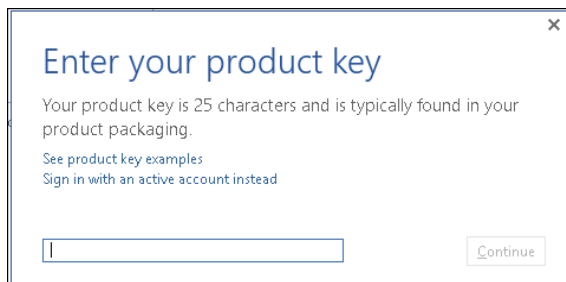 Enter your product key
Your product key is 25 characters and is typically found in your
product packaging.
See product key examples
Sign in with an active account instead
Continue